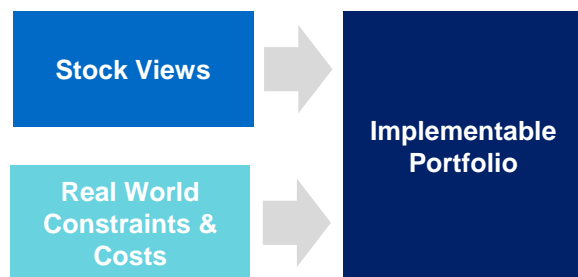 Stock Views
Real World
Constraints &
Costs
Implementable
Portfolio